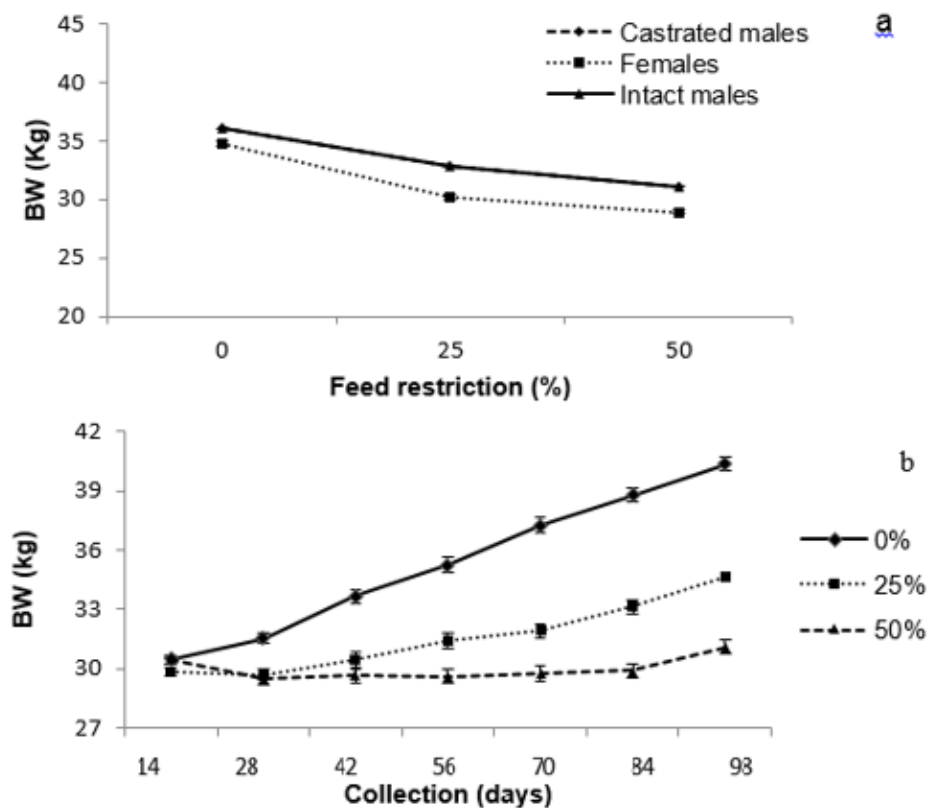 a
45
40
35
30
25
20
BW (Kg)
Castrated males
Females
Intact males
0 25 50
Feed restriction (%)
b
42
39
36
33
30
27
BW (kg)
0%
25%
50%
14 28 42 56 70 84 98
Collection (days)